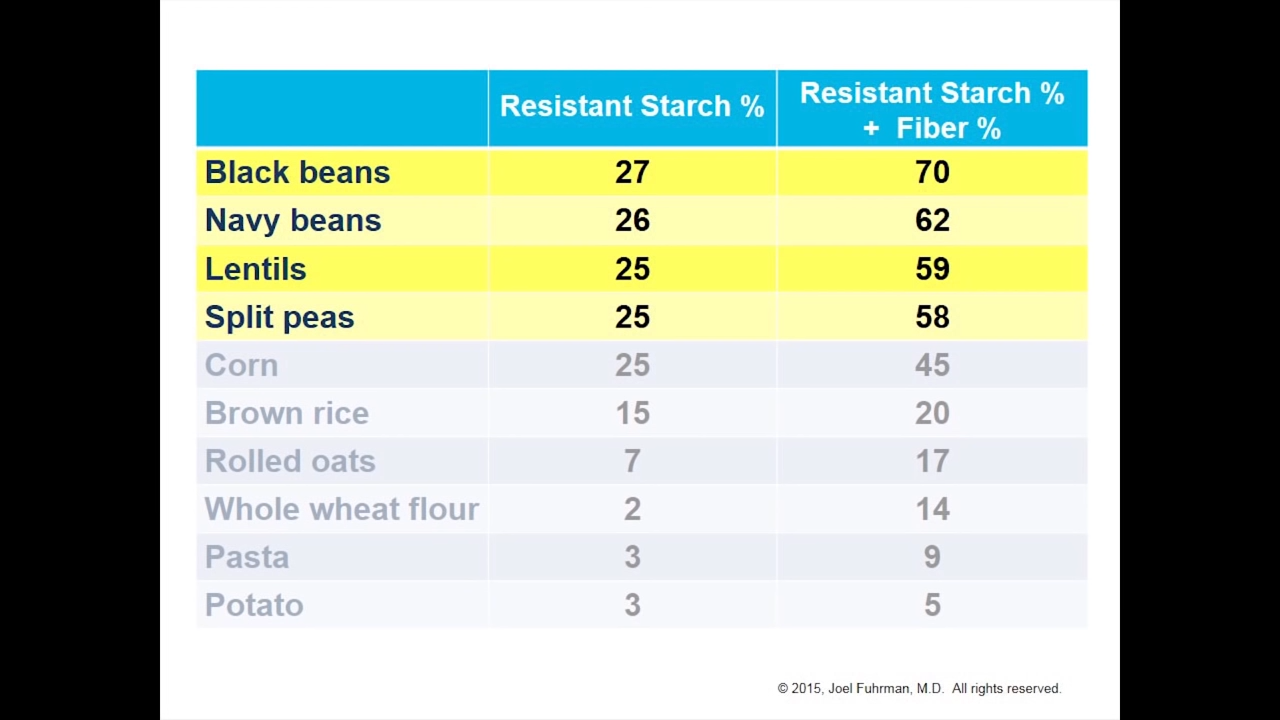 Resistant Starch % Resistant Starch %
+ Fiber %
Black beans 27 70
Navy beans 26 62
Lentils 25 59
Split peas 25 58
Corn 25 45
Brown rice 15 20
Rolled oats 7 17
Whole wheat flour 2 14
Pasta 3 9
Potato 3 5
© 2015, Joel Fuhrman, M.D. All rights reserved.